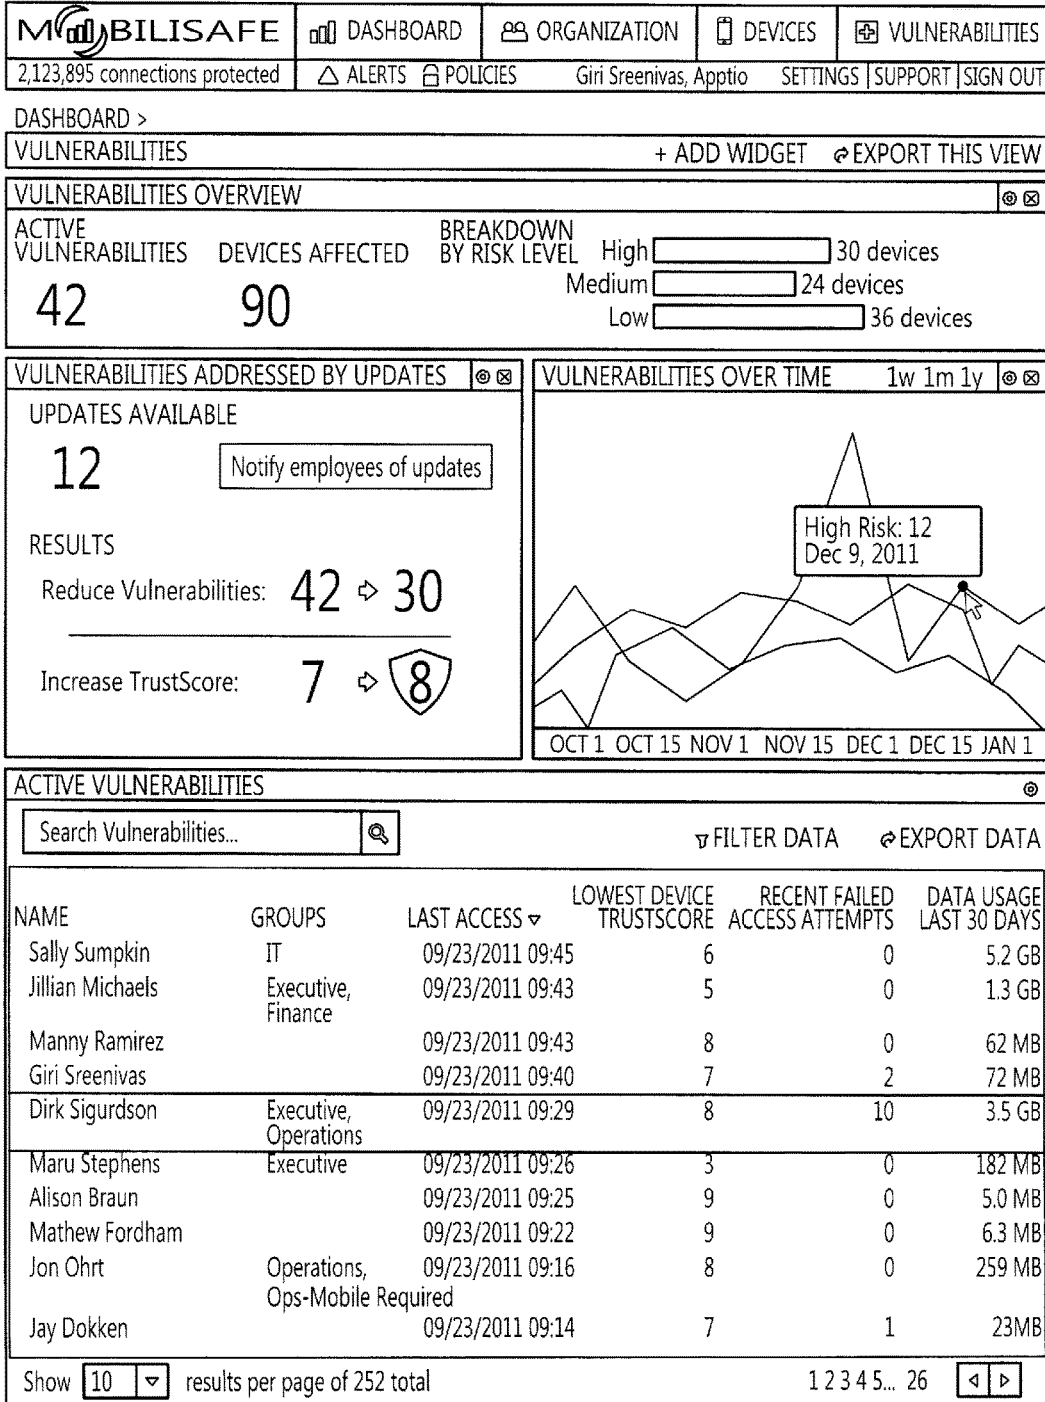 MOBILISAFE
DASHBOARD
ORGANIZATION
DEVICES
VULNERABILITIES
2,123,895 connections protected
ALERTS
POLICIES
Giri Sreenivas, Apptio
SETTINGS | SUPPORT | SIGN OUT
DASHBOARD >
VULNERABILITIES
+ ADD WIDGET
EXPORT THIS VIEW
VULNERABILITIES OVERVIEW
ACTIVE
VULNERABILITIES
42
DEVICES AFFECTED
90
BREAKDOWN
BY RISK LEVEL
High 30 devices
Medium 24 devices
Low 36 devices
VULNERABILITIES ADDRESSED BY UPDATES
UPDATES AVAILABLE
12
Notify employees of updates
RESULTS
Reduce Vulnerabilities: 42 ⇨ 30
Increase TrustScore: 7 ⇨ 8
VULNERABILITIES OVER TIME 1w 1m 1y
High Risk: 12
Dec 9, 2011
OCT 1 OCT 15 NOV 1 NOV 15 DEC 1 DEC 15 JAN 1
ACTIVE VULNERABILITIES
Search Vulnerabilities...
FILTER DATA
EXPORT DATA
NAME
GROUPS
LAST ACCESS
LOWEST DEVICE
TRUSTSCORE
RECENT FAILED
ACCESS ATTEMPTS
DATA USAGE
LAST 30 DAYS
Sally Sumpkin IT 09/23/2011 09:45 6 0 5.2 GB
Jillian Michaels Executive, 09/23/2011 09:43 5 0 1.3 GB
Finance
Manny Ramirez 09/23/2011 09:43 8 0 62 MB
Giri Sreenivas 09/23/2011 09:40 7 2 72 MB
Dirk Sigurdson Executive, 09/23/2011 09:29 8 10 3.5 GB
Operations
Maru Stephens Executive 09/23/2011 09:26 3 0 182 MB
Alison Braun 09/23/2011 09:25 9 0 5.0 MB
Mathew Fordham 09/23/2011 09:22 9 0 6.3 MB
Jon Ohrt Operations, 09/23/2011 09:16 8 0 259 MB
Ops-Mobile Required
Jay Dokken 09/23/2011 09:14 7 1 23MB
Show 10 results per page of 252 total
1 2 3 4 5... 26